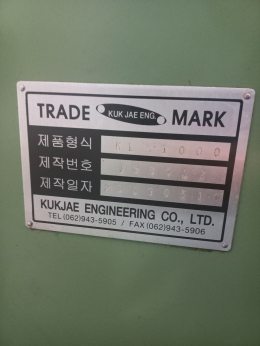 TRADE KUK JAE ENG MARK
제품형식
제작번호
제작일자
KUKJAE ENGINEERING CO., LTD.
TEL(062)943-5905 / FAX(062)943-5906